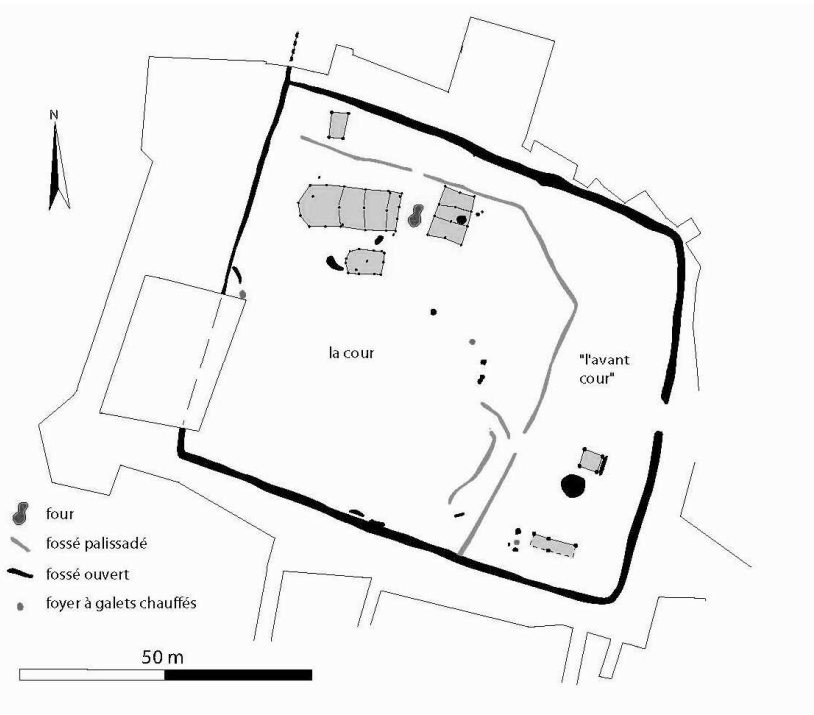 N
la cour
"l'avant
cour"
four
fossé palissadé
fossé ouvert
foyer à galets chauffés
50 m